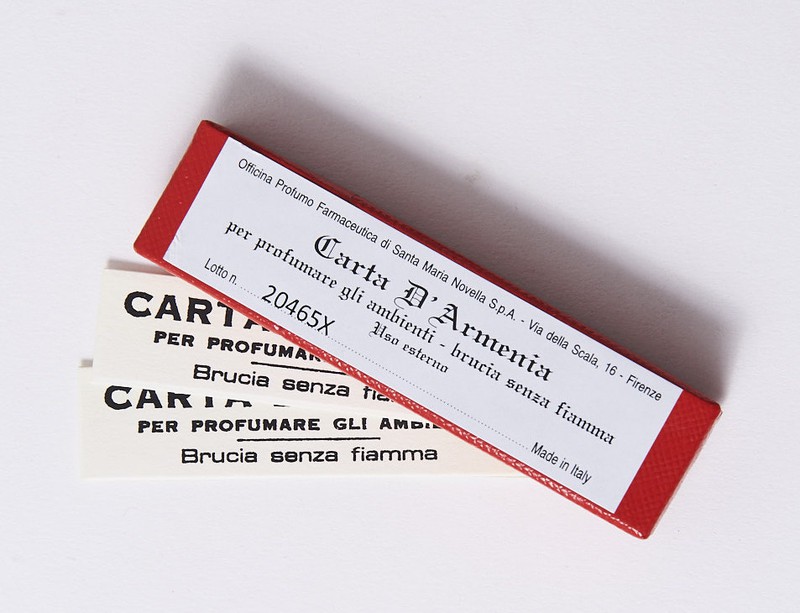 Officina Profumo Farmaceutica di Santa Maria Novella S.p.A. - Via della Scala, 16 - Firenze
Carta D'Armenia
per profumare gli ambienti - brucia senza fiamma
Uso esterno
Lotto n. 20465X
Made in Italy
CARTA
PER PROFUMAR
Brucia senza fia
CARTA
PER PROFUMARE GLI AMBIE
Brucia senza fiamma